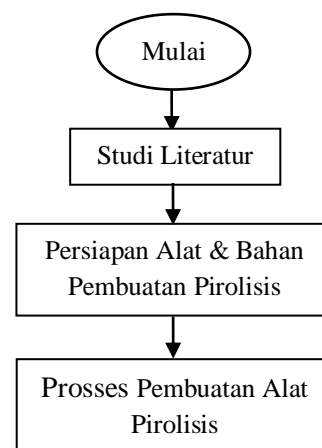 Mulai
Studi Literatur
Persiapan Alat & Bahan
Pembuatan Pirolisis
Prosses Pembuatan Alat
Pirolisis